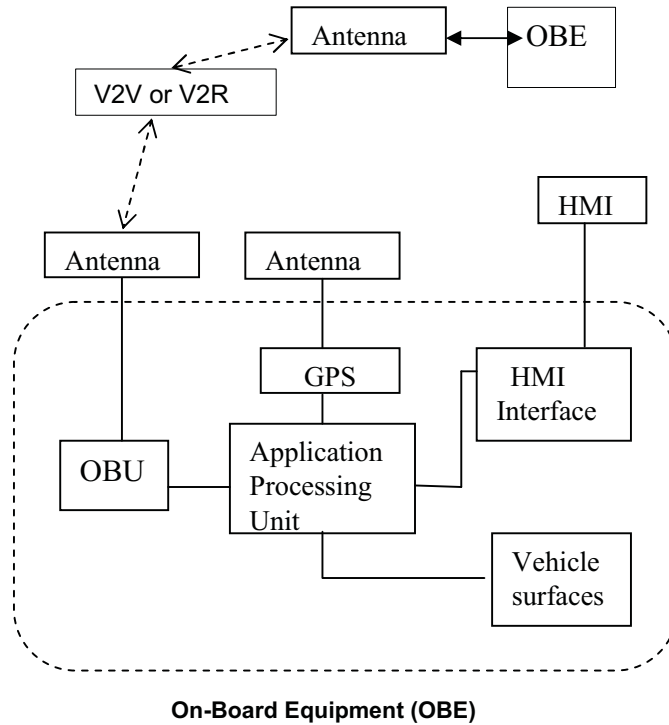 Antenna
OBE
V2V or V2R
HMI
Antenna
Antenna
GPS
HMI
Interface
OBU
Application
Processing
Unit
Vehicle
surfaces
On-Board Equipment (OBE)